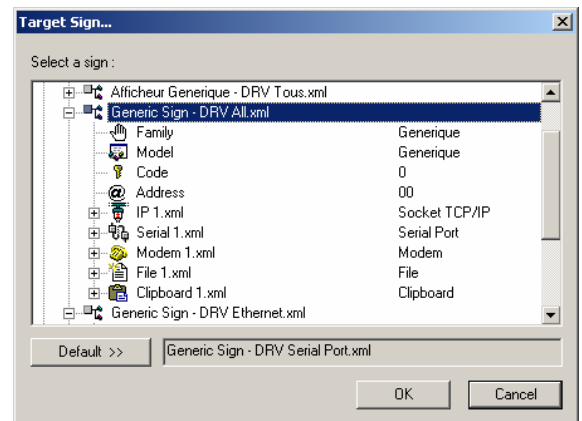 Target Sign...
Select a sign :
Afficheur Generique - DRV Tous.xml
Generic Sign - DRV All.xml
Family Generique
Model Generique
Code 0
Address 00
IP 1.xml Socket TCP/IP
Serial 1.xml Serial Port
Modem 1.xml Modem
File 1.xml File
Clipboard 1.xml Clipboard
Generic Sign - DRV Ethernet.xml
Default >> Generic Sign - DRV Serial Port.xml
OK Cancel